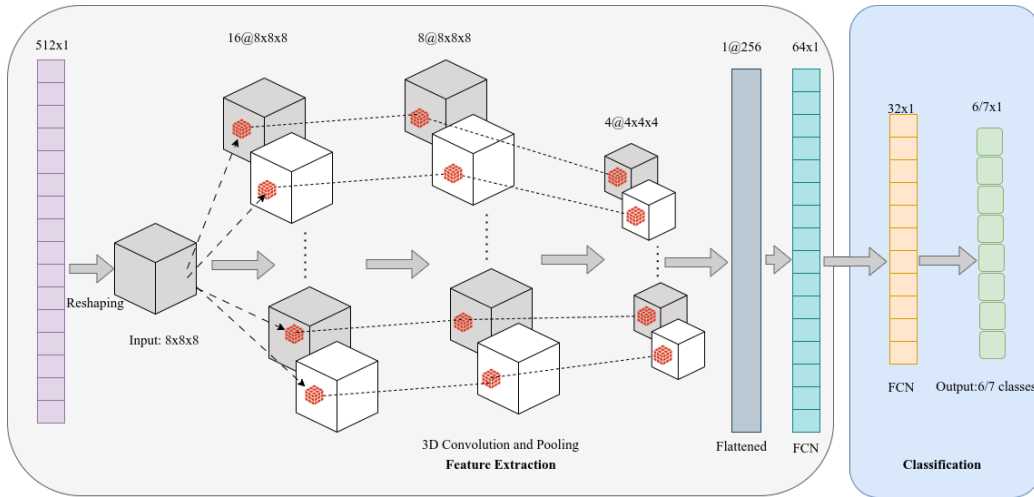 512x1
16@8x8x8
8@8x8x8
4@4x4x4
1@256
64x1
32x1
6/7x1
Reshaping
Input: 8x8x8
3D Convolution and Pooling
Feature Extraction
Flattened
FCN
FCN
Output:6/7 classes
Classification